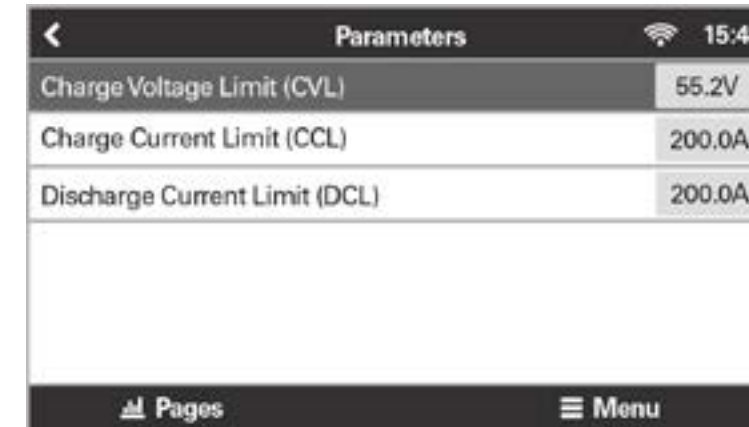 Parameters 15:4
Charge Voltage Limit (CVL) 55.2V
Charge Current Limit (CCL) 200.0A
Discharge Current Limit (DCL) 200.0A
Pages Menu